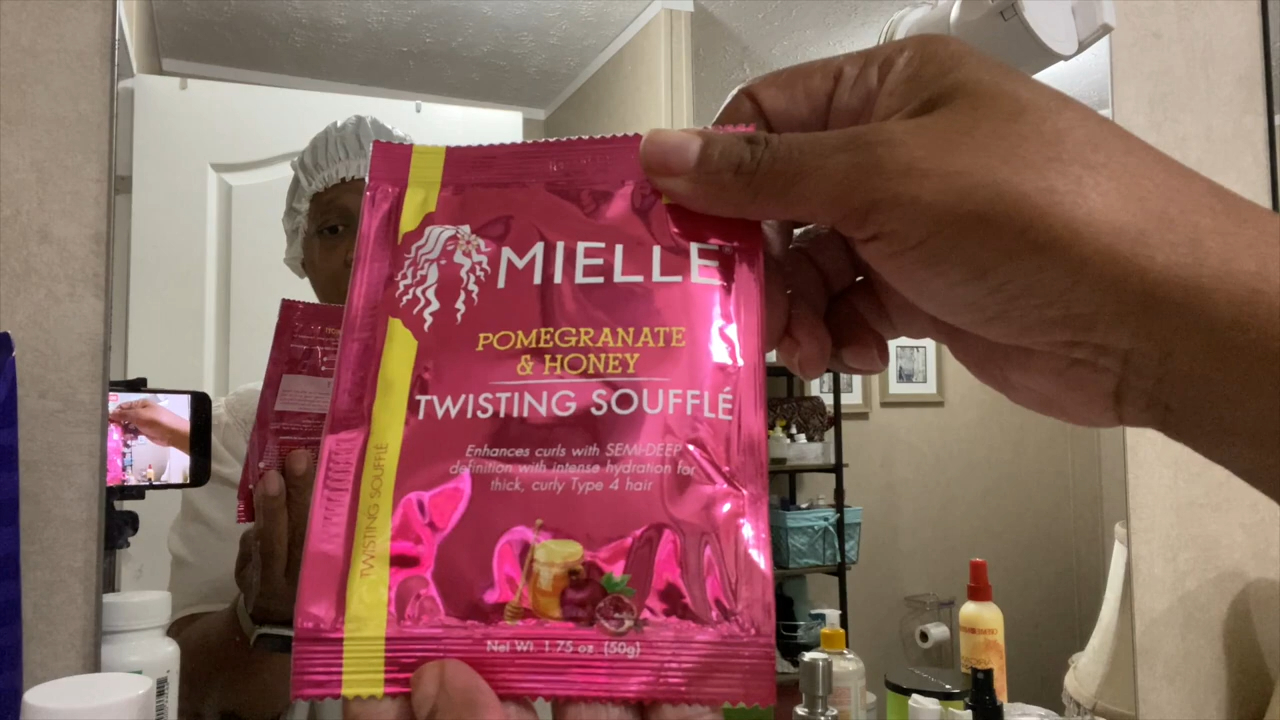 MIELLE
POMEGRANATE
& HONEY
TWISTING SOUFFLÉ
Enhances curls with SEMI-DEEP
definition with intense hydration for
thick, curly Type 4 hair
TWISTING SOUFFLÉ
Net Wt. 1.75 oz. (50g)